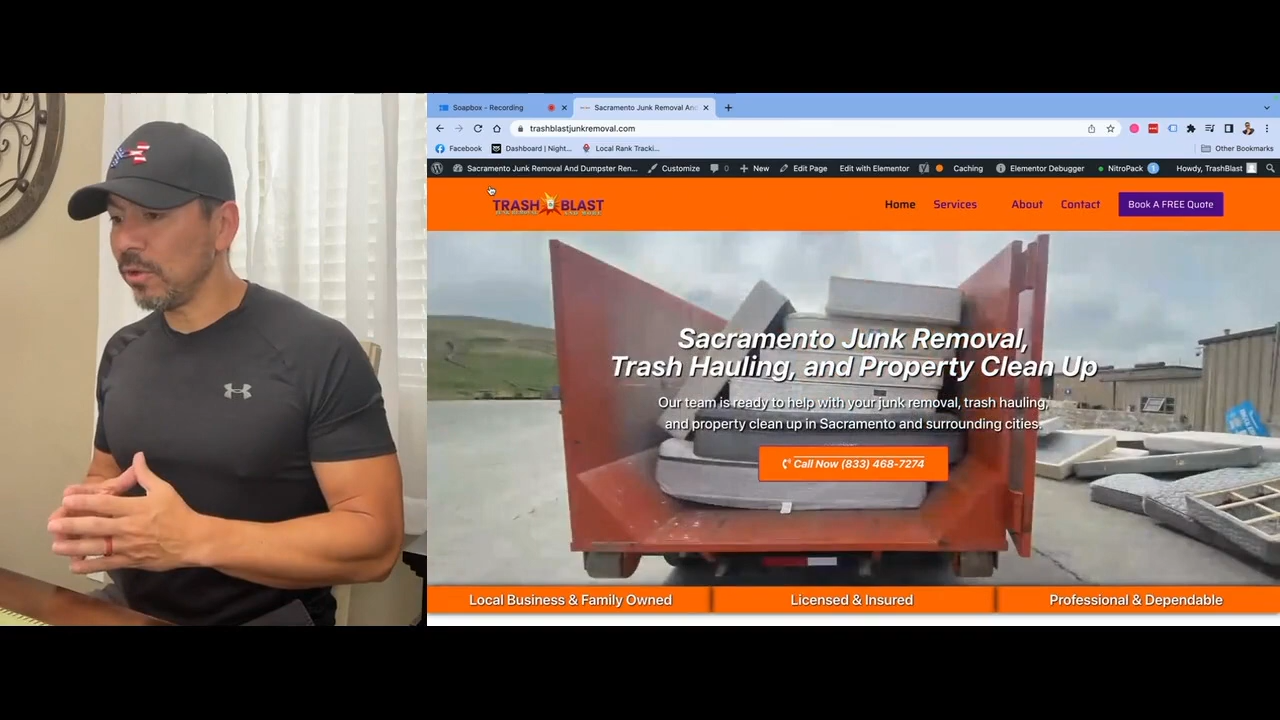 Soapbox - Recording
Sacramento Junk Removal An
trashblastjunkremoval.com
Facebook
Dashboard | Night...
Local Rank Tracki...
Other Bookmarks
Sacramento Junk Removal And Dumpster Ren...
Customize
0
New
Edit Page
Edit with Elementor
Caching
Elementor Debugger
NitroPack
1
Howdy, TrashBlast
TRASH BLAST
Home
Services
About
Contact
Book A FREE Quote
Sacramento Junk Removal,
Trash Hauling, and Property Clean Up
Our team is ready to help with your junk removal, trash hauling,
and property clean up in Sacramento and surrounding cities.
Call Now (833) 468-7274
Local Business & Family Owned
Licensed & Insured
Professional & Dependable